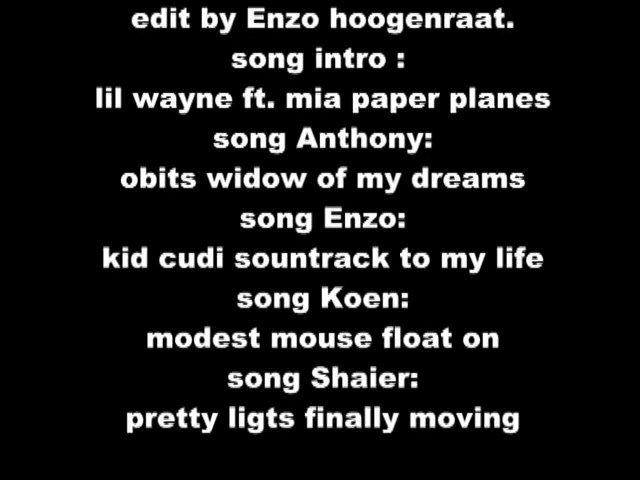 edit by Enzo hoogenraat.
song intro :
lil wayne ft. mia paper planes
song Anthony:
obits widow of my dreams
song Enzo:
kid cudi sountrack to my life
song Koen:
modest mouse float on
song Shaier:
pretty ligts finally moving